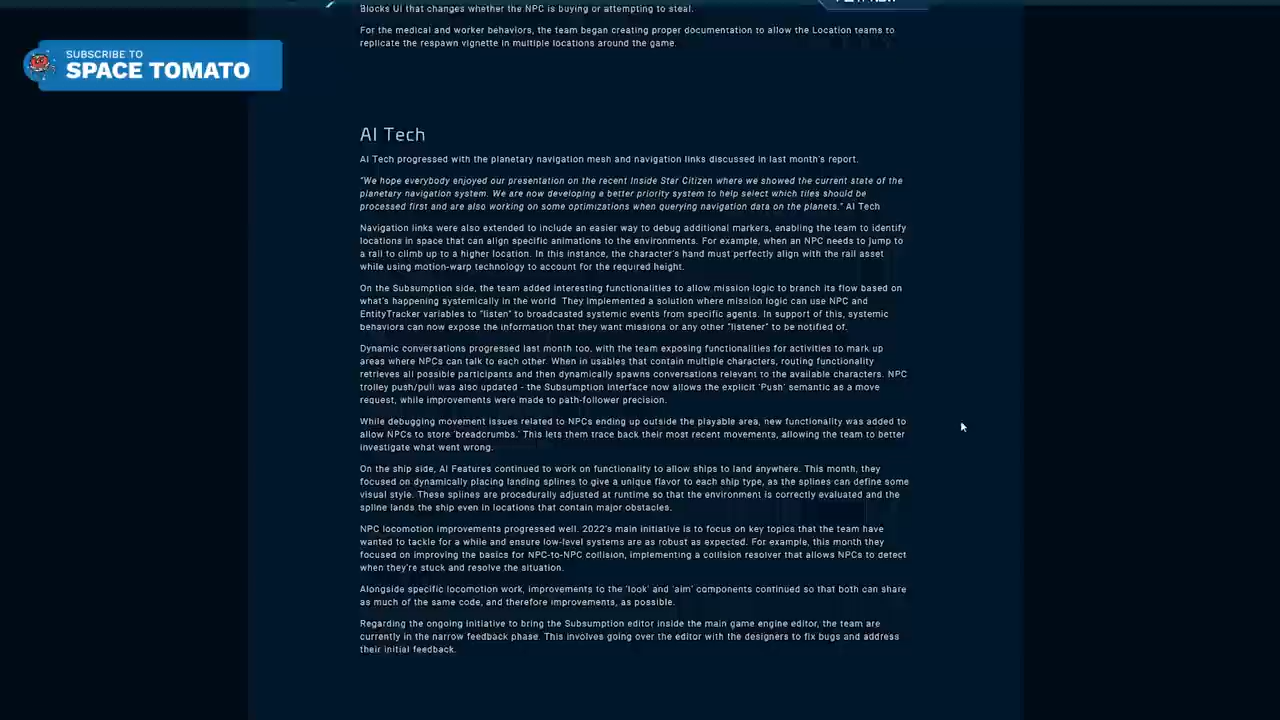 Blocks UI that changes whether the NPC is buying or attempting to steal.
For the medical and worker behaviors, the team began creating proper documentation to allow the Location teams to
replicate the respawn vignette in multiple locations around the game.
SUBSCRIBE TO
SPACE TOMATO
AI Tech
AI Tech progressed with the planetary navigation mesh and navigation links discussed in last month's report.
"We hope everybody enjoyed our presentation on the recent Inside Star Citizen where we showed the current state of the
planetary navigation system. We are now developing a better priority system to help select which tiles should be
processed first and are also working on some optimizations when querying navigation data on the planets." AI Tech
Navigation links were also extended to include an easier way to debug additional markers, enabling the team to identify
locations in space that can align specific animations to the environments. For example, when an NPC needs to jump to
a rail to climb up to a higher location. In this instance, the character's hand must perfectly align with the rail asset
while using motion-warp technology to account for the required height.
On the Subsumption side, the team added interesting functionalities to allow mission logic to branch its flow based on
what's happening systemically in the world. They implemented a solution where mission logic can use NPC and
EntityTracker variables to "listen" to broadcasted systemic events from specific agents. In support of this, systemic
behaviors can now expose the information that they want missions or any other "listener" to be notified of.
Dynamic conversations progressed last month too, with the team exposing functionalities for activities to mark up
areas where NPCs can talk to each other. When in usables that contain multiple characters, routing functionality
retrieves all possible participants and then dynamically spawns conversations relevant to the available characters. NPC
trolley push/pull was also updated - the Subsumption interface now allows the explicit 'Push' semantic as a move
request, while improvements were made to path-follower precision.
While debugging movement issues related to NPCs ending up outside the playable area, new functionality was added to
allow NPCs to store 'breadcrumbs.' This lets them trace back their most recent movements, allowing the team to better
investigate what went wrong.
On the ship side, AI Features continued to work on functionality to allow ships to land anywhere. This month, they
focused on dynamically placing landing splines to give a unique flavor to each ship type, as the splines can define some
visual style. These splines are procedurally adjusted at runtime so that the environment is correctly evaluated and the
spline lands the ship even in locations that contain major obstacles.
NPC locomotion improvements progressed well. 2022's main initiative is to focus on key topics that the team have
wanted to tackle for a while and ensure low-level systems are as robust as expected. For example, this month they
focused on improving the basics for NPC-to-NPC collision, implementing a collision resolver that allows NPCs to detect
when they're stuck and resolve the situation.
Alongside specific locomotion work, improvements to the 'look' and 'aim' components continued so that both can share
as much of the same code, and therefore improvements, as possible.
Regarding the ongoing initiative to bring the Subsumption editor inside the main game engine editor, the team are
currently in the narrow feedback phase. This involves going over the editor with the designers to fix bugs and address
their initial feedback.